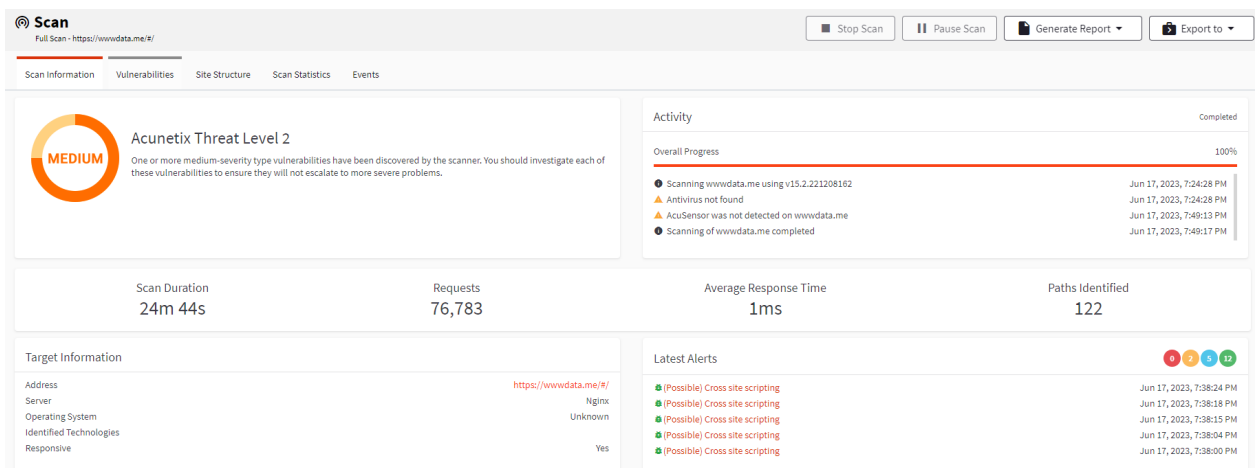 Scan
Full Scan - https://wwwdata.me/#/
Stop Scan
Pause Scan
Generate Report
Export to
Scan Information
Vulnerabilities
Site Structure
Scan Statistics
Events
MEDIUM
Acunetix Threat Level 2
One or more medium-severity type vulnerabilities have been discovered by the scanner. You should investigate each of
these vulnerabilities to ensure they will not escalate to more severe problems.
Activity
Completed
Overall Progress
100%
Scanning wwwdata.me using v15.2.221208162
Jun 17, 2023, 7:24:28 PM
Antivirus not found
Jun 17, 2023, 7:24:28 PM
AcuSensor was not detected on wwwdata.me
Jun 17, 2023, 7:49:13 PM
Scanning of wwwdata.me completed
Jun 17, 2023, 7:49:17 PM
Scan Duration
24m 44s
Requests
76,783
Average Response Time
1ms
Paths Identified
122
Target Information
Address
https://wwwdata.me/#/
Server
Nginx
Operating System
Unknown
Identified Technologies
Responsive
Yes
Latest Alerts
0 2 5 12
(Possible) Cross site scripting
Jun 17, 2023, 7:38:24 PM
(Possible) Cross site scripting
Jun 17, 2023, 7:38:18 PM
(Possible) Cross site scripting
Jun 17, 2023, 7:38:15 PM
(Possible) Cross site scripting
Jun 17, 2023, 7:38:04 PM
(Possible) Cross site scripting
Jun 17, 2023, 7:38:00 PM